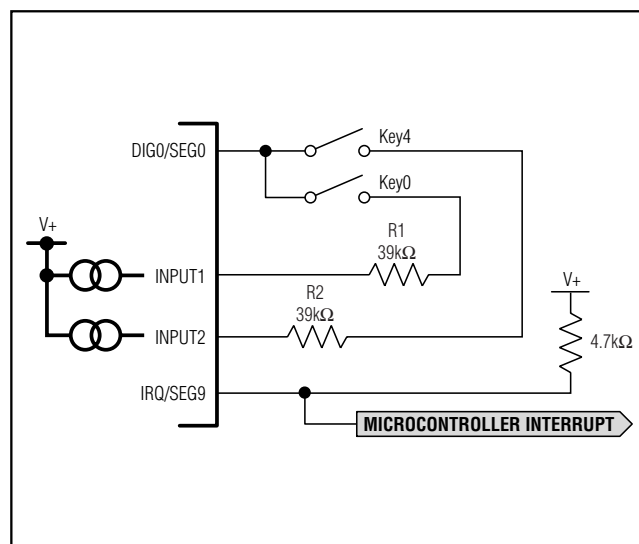 DIG0/SEG0
Key4
Key0
V+
R1
39kΩ
INPUT1
R2
39kΩ
V+
INPUT2
4.7kΩ
IRQ/SEG9
MICROCONTROLLER INTERRUPT